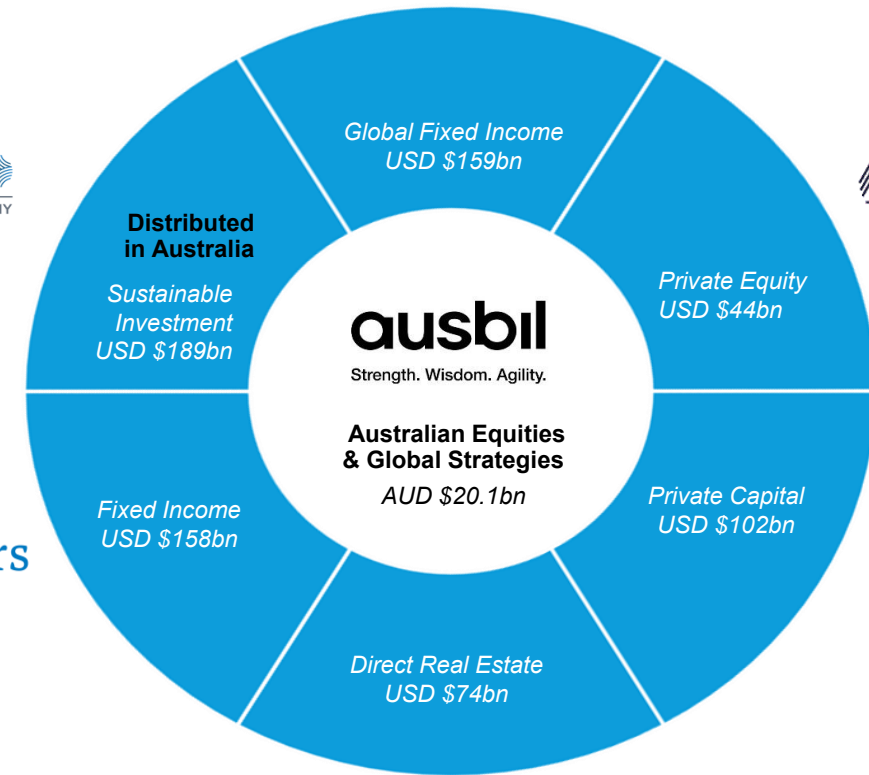 Global Fixed Income
USD $159bn
NY
Distributed
in Australia
Sustainable
Investment
USD $189bn
Private Equity
USD $44bn
ausbil
Strength. Wisdom. Agility.
Australian Equities
& Global Strategies
AUD $20.1bn
Fixed Income
USD $158bn
Private Capital
USD $102bn
rs
Direct Real Estate
USD $74bn